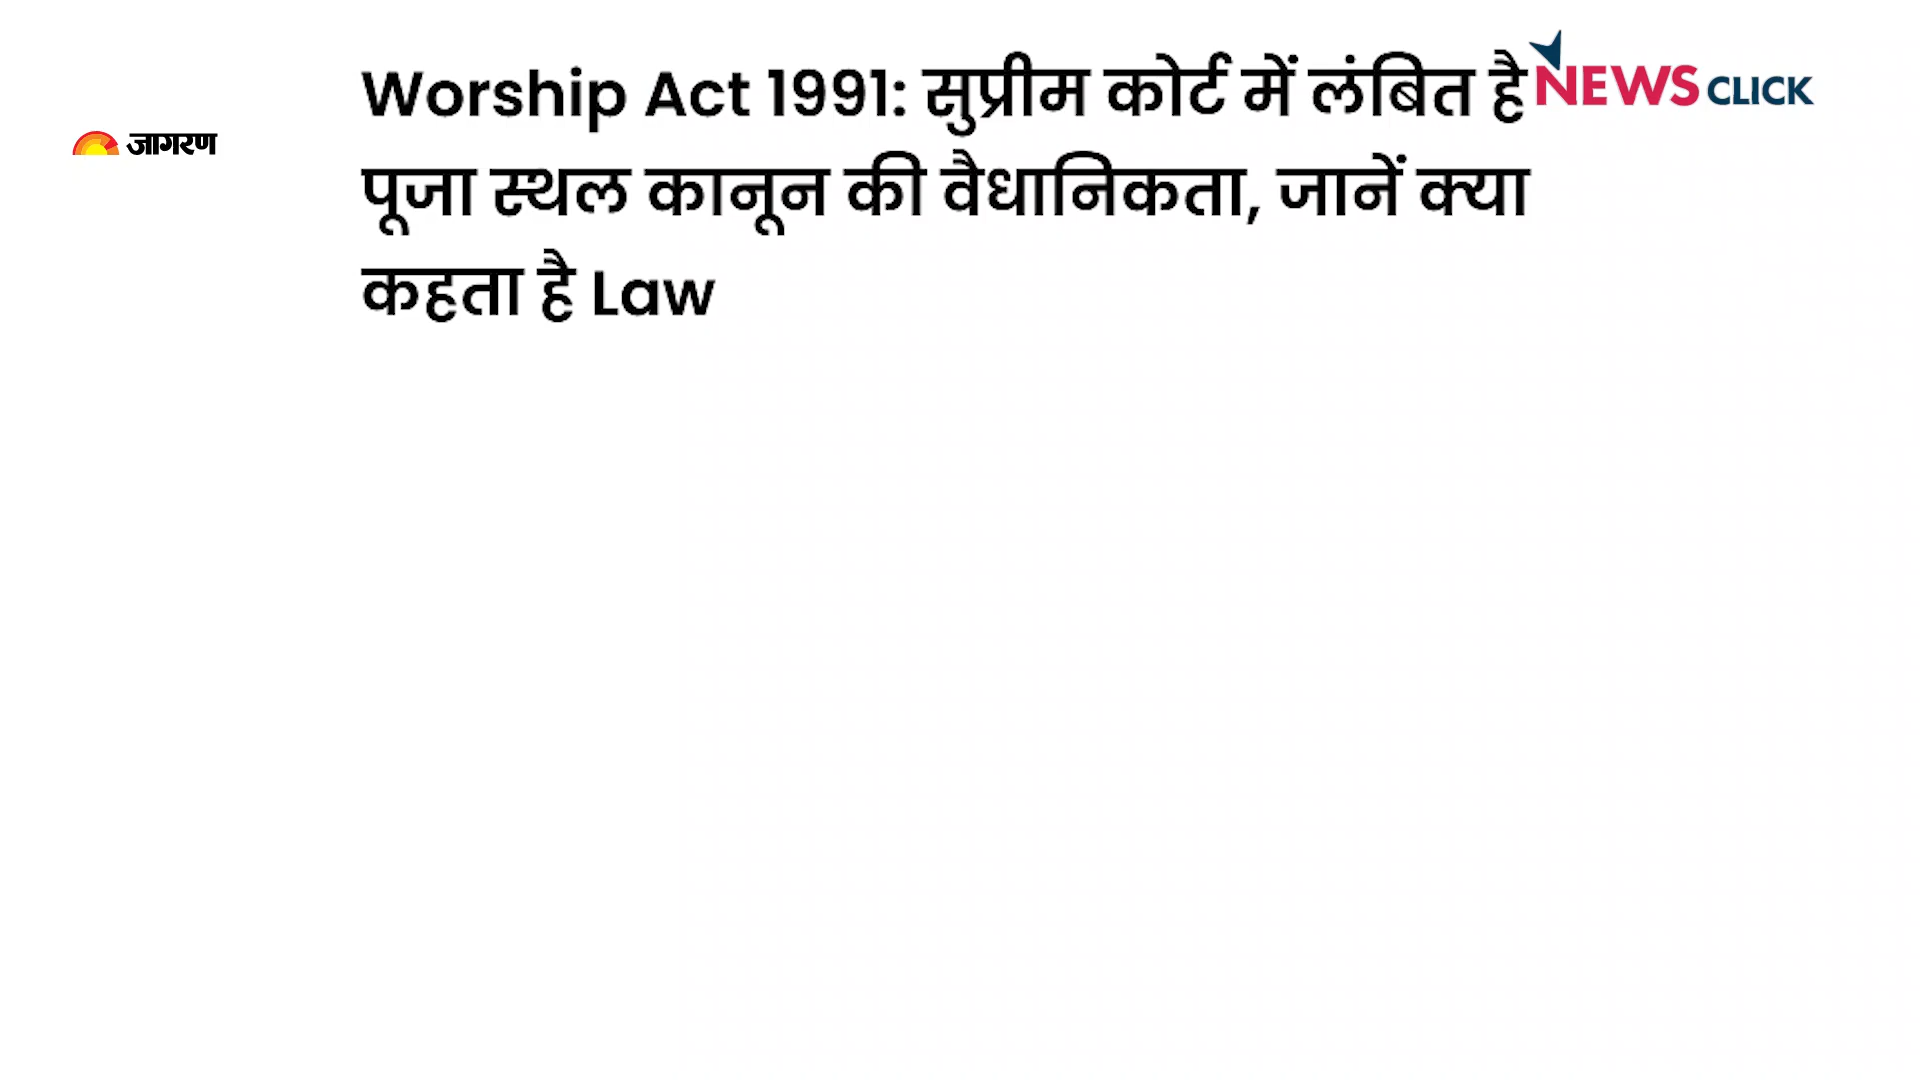 Worship Act 1991: सुप्रीम कोर्ट में लंबित है
पूजा स्थल कानून की वैधानिकता, जानें क्या
कहता है Law
NEWS CLICK
जागरण